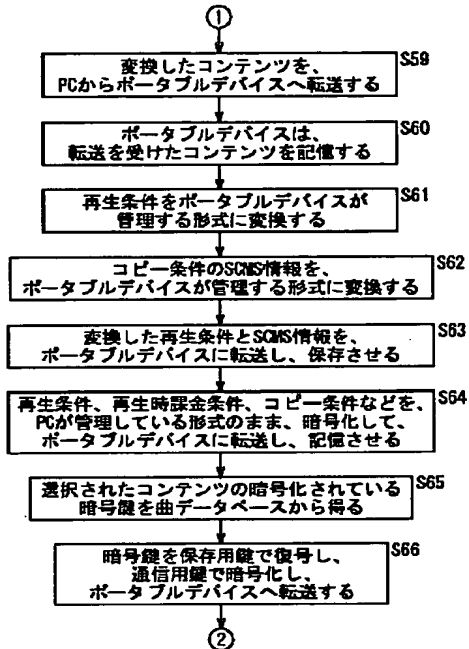 ①
S59
変換したコンテンツを、
PCからポータブルデバイスへ転送する
S60
ポータブルデバイスは、
転送を受けたコンテンツを記憶する
S61
再生条件をポータブルデバイスが
管理する形式に変換する
S62
コピー条件のSCMS情報を、
ポータブルデバイスが管理する形式に変換する
S63
変換した再生条件とSCMS情報を、
ポータブルデバイスに転送し、保存させる
S64
再生条件、再生時課金条件、コピー条件などを、
PCが管理している形式のまま、暗号化して、
ポータブルデバイスに転送し、記憶させる
S65
選択されたコンテンツの暗号化されている
暗号鍵を曲データベースから得る
S66
暗号鍵を保存用鍵で復号し、
通信用鍵で暗号化し、
ポータブルデバイスへ転送する
②